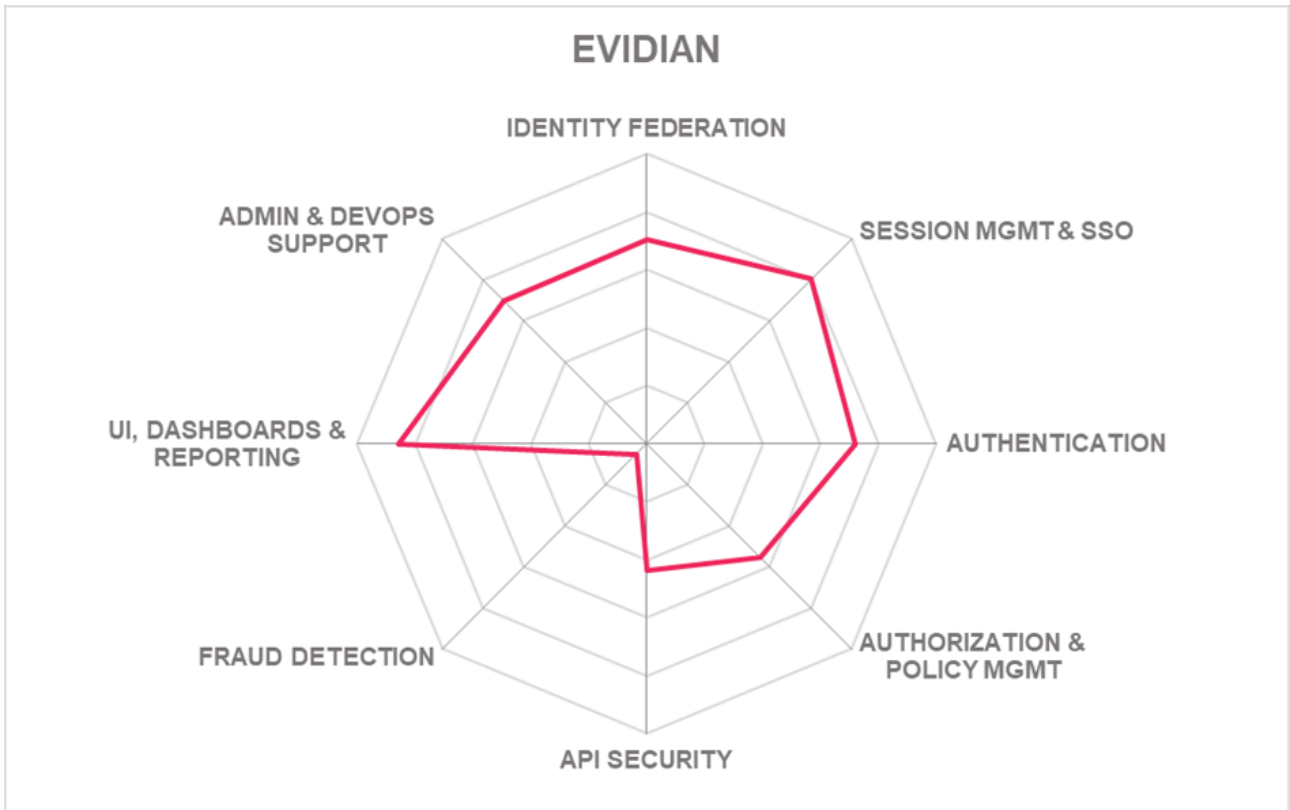 EVIDIAN
IDENTITY FEDERATION
ADMIN & DEVOPS
SUPPORT
SESSION MGMT & SSO
UI, DASHBOARDS &
REPORTING
AUTHENTICATION
FRAUD DETECTION
AUTHORIZATION &
POLICY MGMT
API SECURITY